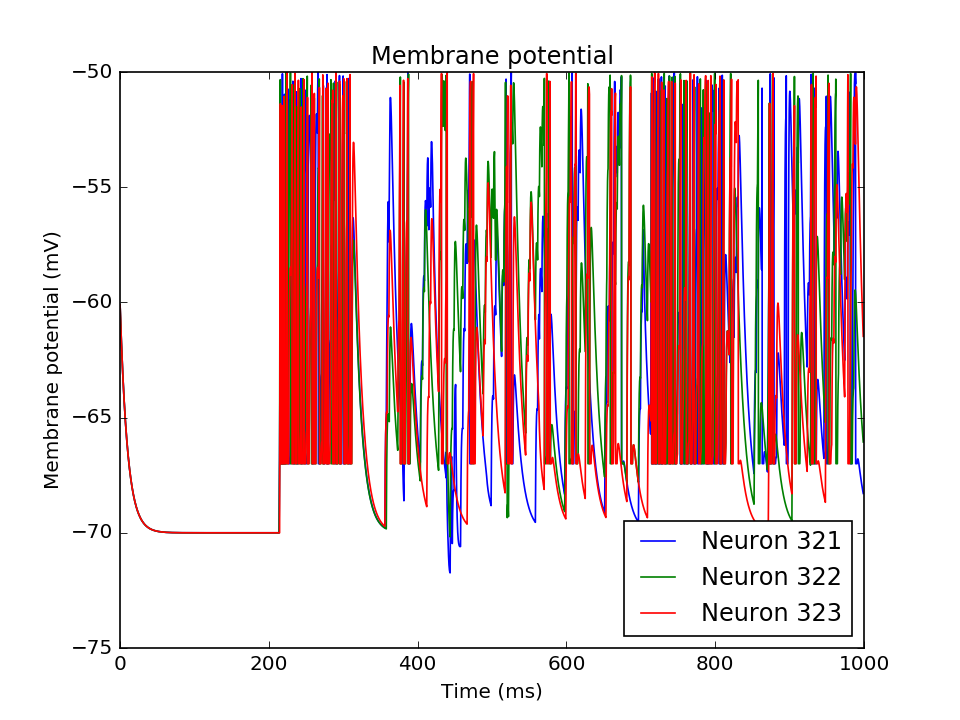 Membrane potential
−50
−55
−60
−65
−70
−75
Membrane potential (mV)
Neuron 321
Neuron 322
Neuron 323
0 200 400 600 800 1000
Time (ms)